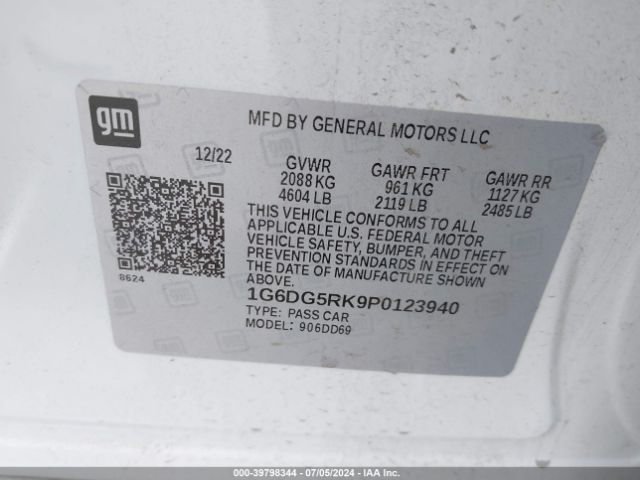 gm
MFD BY GENERAL MOTORS LLC
12/22
GVWR
2088 KG
4604 LB
GAWR FRT
961 KG
2119 LB
GAWR RR
1127 KG
2485 LB
THIS VEHICLE CONFORMS TO ALL
APPLICABLE U.S. FEDERAL MOTOR
VEHICLE SAFETY, BUMPER, AND THEFT
PREVENTION STANDARDS IN EFFECT ON
THE DATE OF MANUFACTURE SHOWN
ABOVE.
8624
1G6DG5RK9P0123940
TYPE: PASS CAR
MODEL: 906DD69
000-39798344 / 07/05/2024 - IAA Inc.